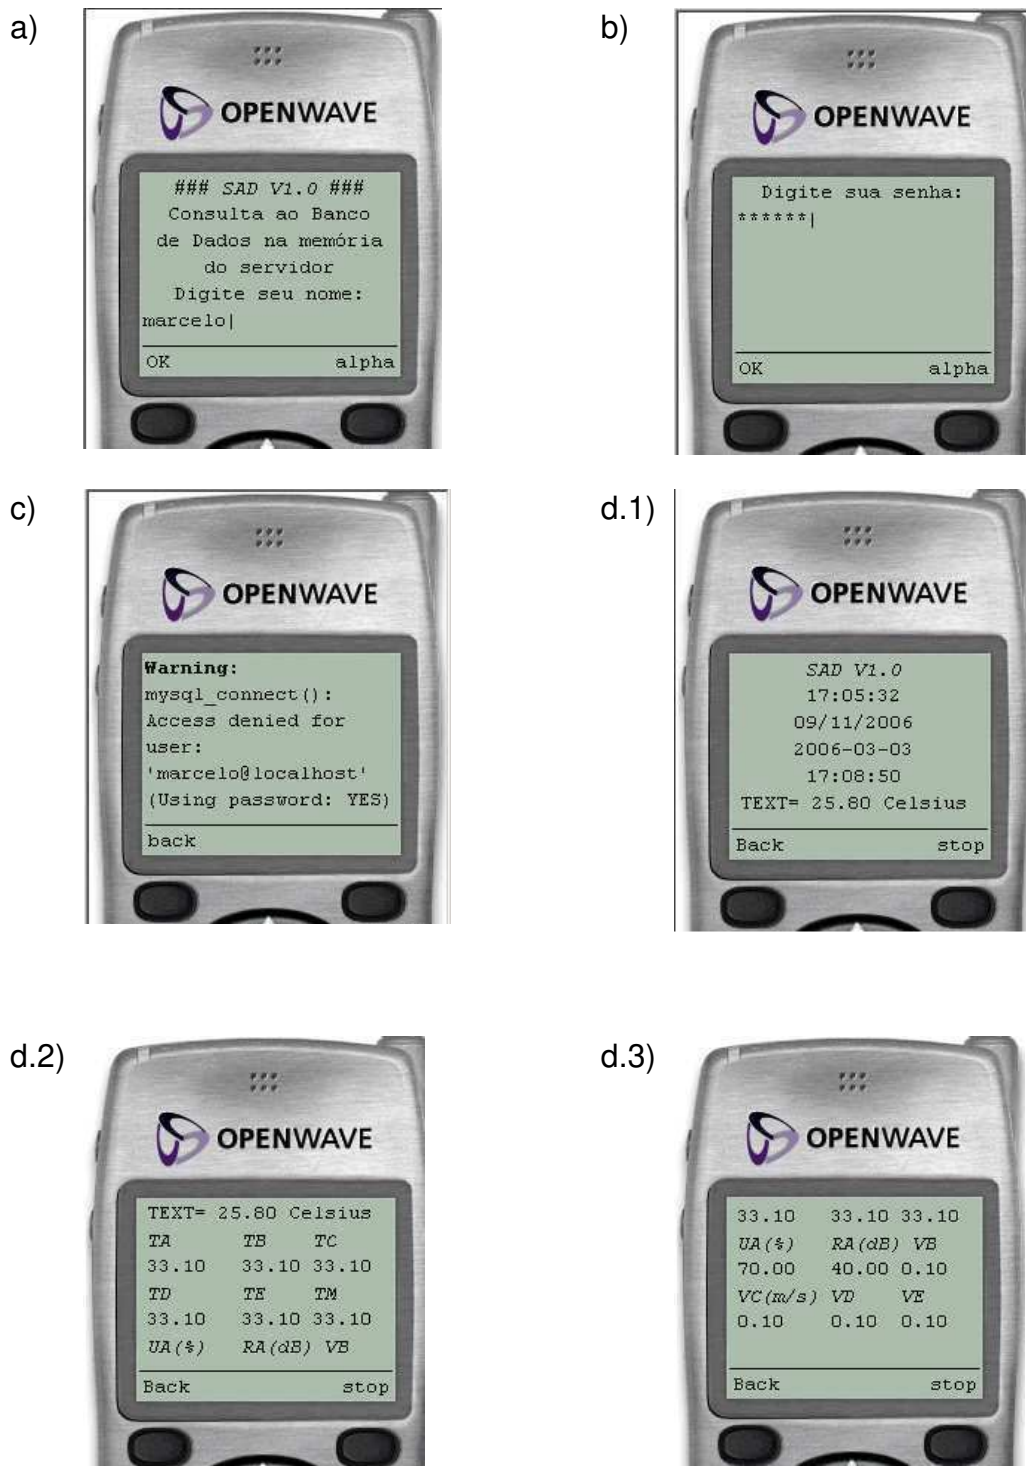 a)
OPENWAVE
### SAD V1.0 ###
Consulta ao Banco
de Dados na memória
do servidor
Digite seu nome:
marcelo|
OK alpha
b)
OPENWAVE
Digite sua senha:
******|
OK alpha
c)
OPENWAVE
Warning:
mysql_connect():
Access denied for
user:
'marcelo@localhost'
(Using password: YES)
back
d.1)
OPENWAVE
SAD V1.0
17:05:32
09/11/2006
2006-03-03
17:08:50
TEXT= 25.80 Celsius
Back stop
d.2)
OPENWAVE
TEXT= 25.80 Celsius
TA TB TC
33.10 33.10 33.10
TD TE TM
33.10 33.10 33.10
UA(%) RA(dB) VB
Back stop
d.3)
OPENWAVE
33.10 33.10 33.10
UA(%) RA(dB) VB
70.00 40.00 0.10
VC(m/s) VD VE
0.10 0.10 0.10
Back stop